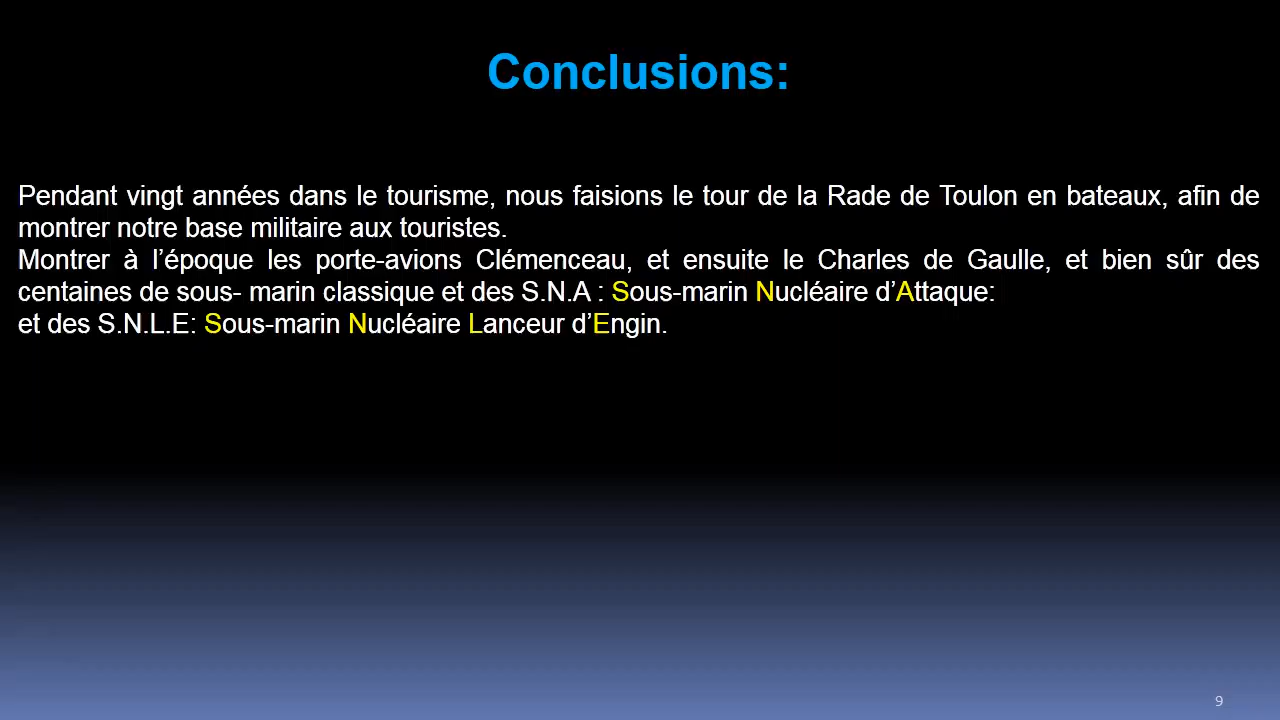 Conclusions:
Pendant vingt années dans le tourisme, nous faisions le tour de la Rade de Toulon en bateaux, afin de
montrer notre base militaire aux touristes.
Montrer à l’époque les porte-avions Clémenceau, et ensuite le Charles de Gaulle, et bien sûr des
centaines de sous- marin classique et des S.N.A : Sous-marin Nucléaire d’Attaque:
et des S.N.L.E: Sous-marin Nucléaire Lanceur d’Engin.
9